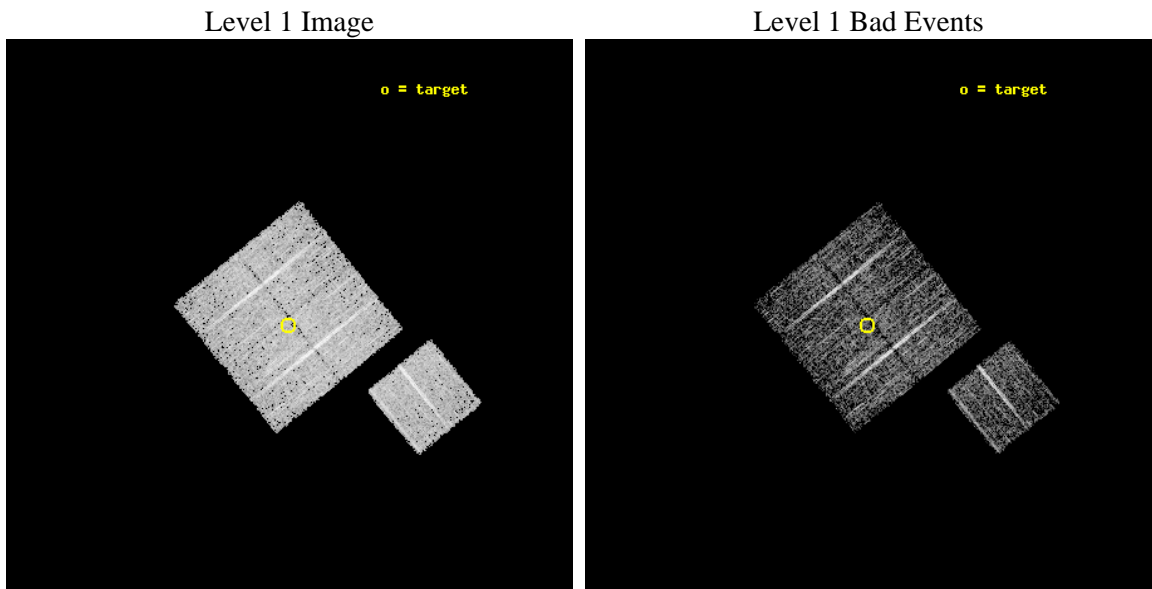 Level 1 Image
Level 1 Bad Events
o = target
o = target